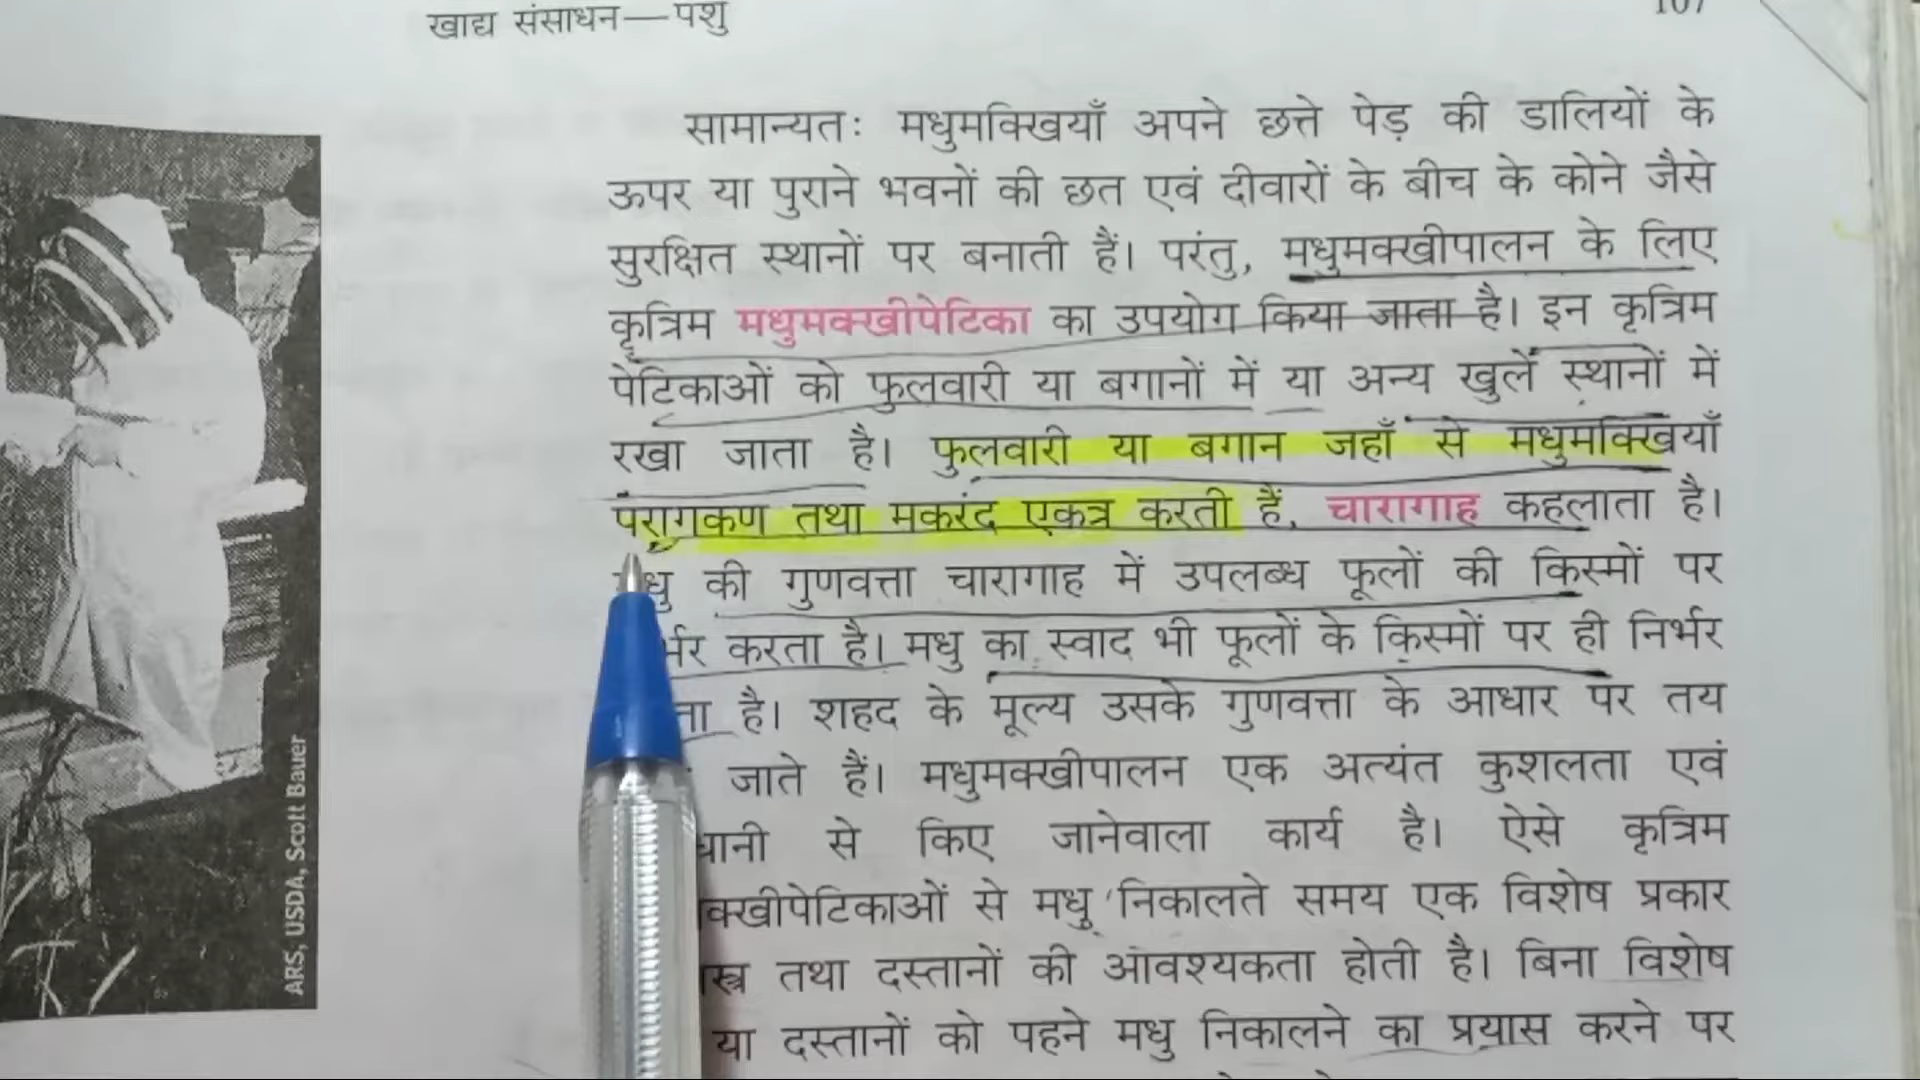 खाद्य संसाधन—पशु
107
सामान्यतः मधुमक्खियाँ अपने छत्ते पेड़ की डालियों के
ऊपर या पुराने भवनों की छत एवं दीवारों के बीच के कोने जैसे
सुरक्षित स्थानों पर बनाती हैं। परंतु, मधुमक्खीपालन के लिए
कृत्रिम मधुमक्खीपेटिका का उपयोग किया जाता है। इन कृत्रिम
पेटिकाओं को फुलवारी या बगानों में या अन्य खुले स्थानों में
रखा जाता है। फुलवारी या बगान जहाँ से मधुमक्खियाँ
परागकण तथा मकरंद एकत्र करती हैं, चारागाह कहलाता है।
की गुणवत्ता चारागाह में उपलब्ध फूलों की किस्मों पर
करता है। मधु का स्वाद भी फूलों के किस्मों पर ही निर्भर
है। शहद के मूल्य उसके गुणवत्ता के आधार पर तय
जाते हैं। मधुमक्खीपालन एक अत्यंत कुशलता एवं
से किए जानेवाला कार्य है। ऐसे कृत्रिम
से मधु निकालते समय एक विशेष प्रकार
तथा दस्तानों की आवश्यकता होती है। बिना विशेष
या दस्तानों को पहने मधु निकालने का प्रयास करने पर
ARS, USDA, Scott Bauer